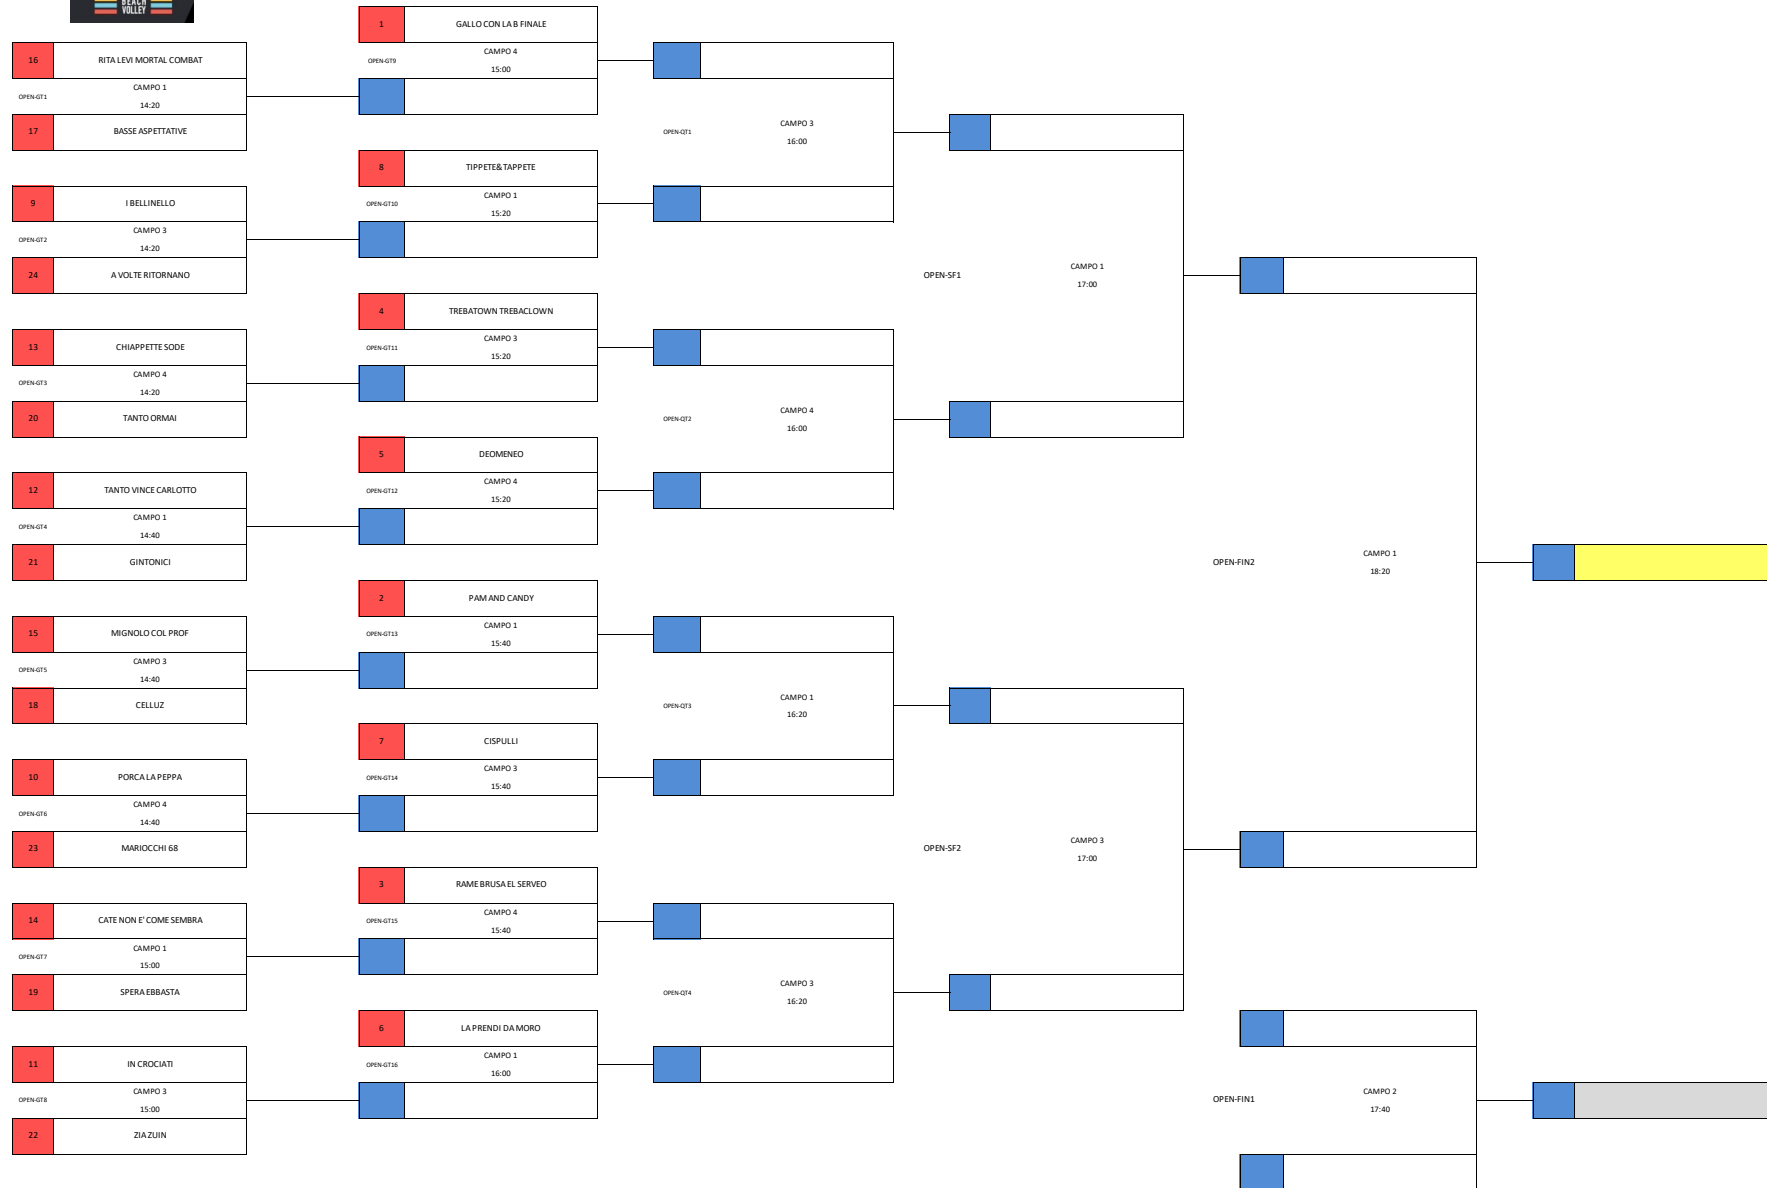 BEACH
VOLLEY
16 RITA LEVI MORTAL COMBAT
OPEN-GT1 CAMPO 1
14:20
17 BASSE ASPETTATIVE
9 I BELLINELLO
OPEN-GT2 CAMPO 3
14:20
24 A VOLTE RITORNANO
13 CHIAPPETTE SODE
OPEN-GT3 CAMPO 4
14:20
20 TANTO ORMAI
12 TANTO VINCE CARLOTTO
OPEN-GT4 CAMPO 1
14:40
21 GINTONICI
15 MIGNOLO COL PROF
OPEN-GT5 CAMPO 3
14:40
18 CELLUZ
10 PORCA LA PEPPA
OPEN-GT6 CAMPO 4
14:40
23 MARIOCCHI 68
14 CATE NON E' COME SEMBRA
OPEN-GT7 CAMPO 1
15:00
19 SPERA EBBASTA
11 IN CROCIATI
OPEN-GT8 CAMPO 3
15:00
22 ZIA ZUIN
1 GALLO CON LA B FINALE
OPEN-GT9 CAMPO 4
15:00
8 TIPPETE&TAPPETE
OPEN-GT10 CAMPO 1
15:20
4 TREBATOWN TREBACLOWN
OPEN-GT11 CAMPO 3
15:20
5 DEOMENEO
OPEN-GT12 CAMPO 4
15:20
2 PAM AND CANDY
OPEN-GT13 CAMPO 1
15:40
7 CISPULLI
OPEN-GT14 CAMPO 3
15:40
3 RAME BRUSA EL SERVEO
OPEN-GT15 CAMPO 4
15:40
6 LA PRENDI DA MORO
OPEN-GT16 CAMPO 1
16:00
OPEN-QT1 CAMPO 3
16:00
OPEN-QT2 CAMPO 4
16:00
OPEN-QT3 CAMPO 1
16:20
OPEN-QT4 CAMPO 3
16:20
OPEN-SF1 CAMPO 1
17:00
OPEN-SF2 CAMPO 3
17:00
OPEN-FIN2 CAMPO 1
18:20
OPEN-FIN1 CAMPO 2
17:40